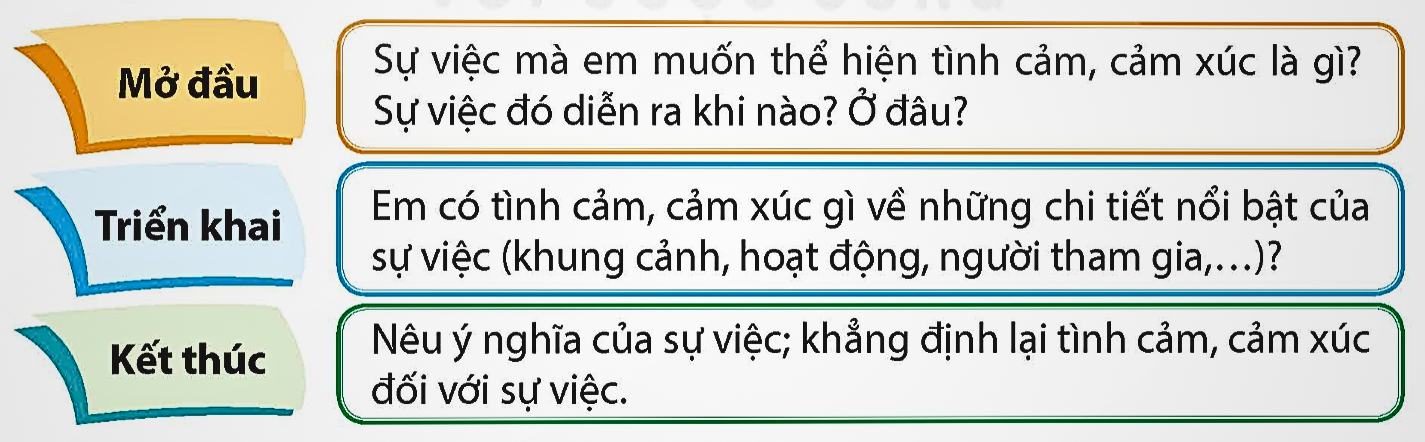 Mở đầu
Sự việc mà em muốn thể hiện tình cảm, cảm xúc là gì?
Sự việc đó diễn ra khi nào? Ở đâu?
Triển khai
Em có tình cảm, cảm xúc gì về những chi tiết nổi bật của
sự việc (khung cảnh, hoạt động, người tham gia,…)?
Kết thúc
Nêu ý nghĩa của sự việc; khẳng định lại tình cảm, cảm xúc
đối với sự việc.